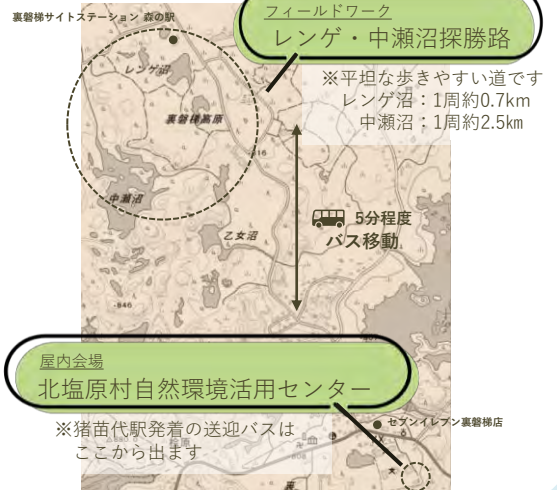 裏磐梯サイトステーション 森の駅
フィールドワーク
レンゲ・中瀬沼探勝路
※平坦な歩きやすい道です
レンゲ沼：1周約0.7km
中瀬沼：1周約2.5km
レンゲ沼
裏磐梯高原
816
中瀬沼
乙女沼
5分程度
バス移動
・846
屋内会場
北塩原村自然環境活用センター
※猪苗代駅発着の送迎バスは
ここから出ます
セブンイレブン裏磐梯店
808
裏